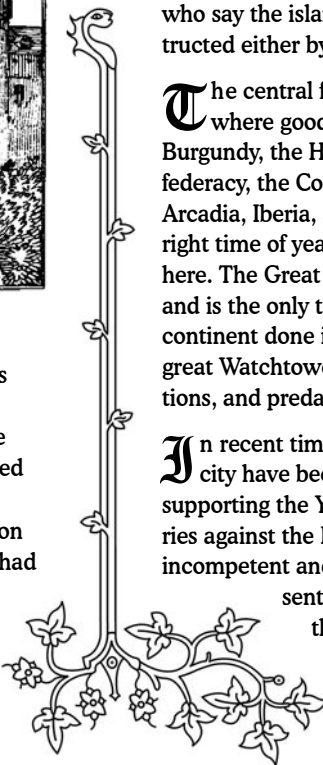 s
e
ed
on
had
who say the isla
tructed either by
The central f
where good
Burgundy, the H
federacy, the Co
Arcadia, Iberia,
right time of yea
here. The Great
and is the only t
continent done i
great Watchtowe
tions, and preda
In recent tim
city have bee
supporting the Y
ries against the
incompetent and
sent
th